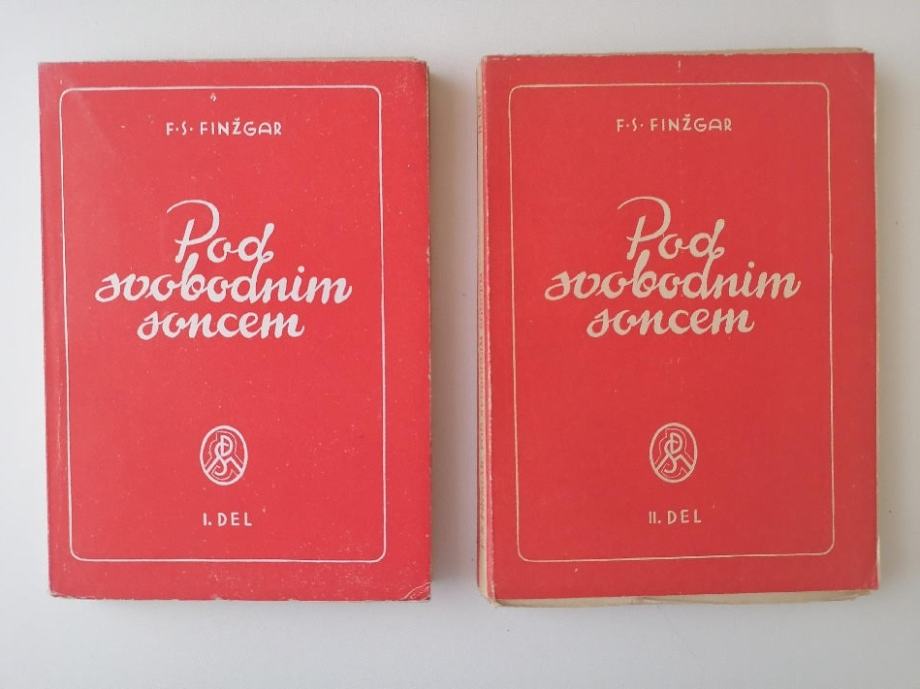 F. S. FINŽGAR
Pod
svobodnim
soncem
I. DEL
F. S. FINŽGAR
Pod
svobodnim
soncem
II. DEL